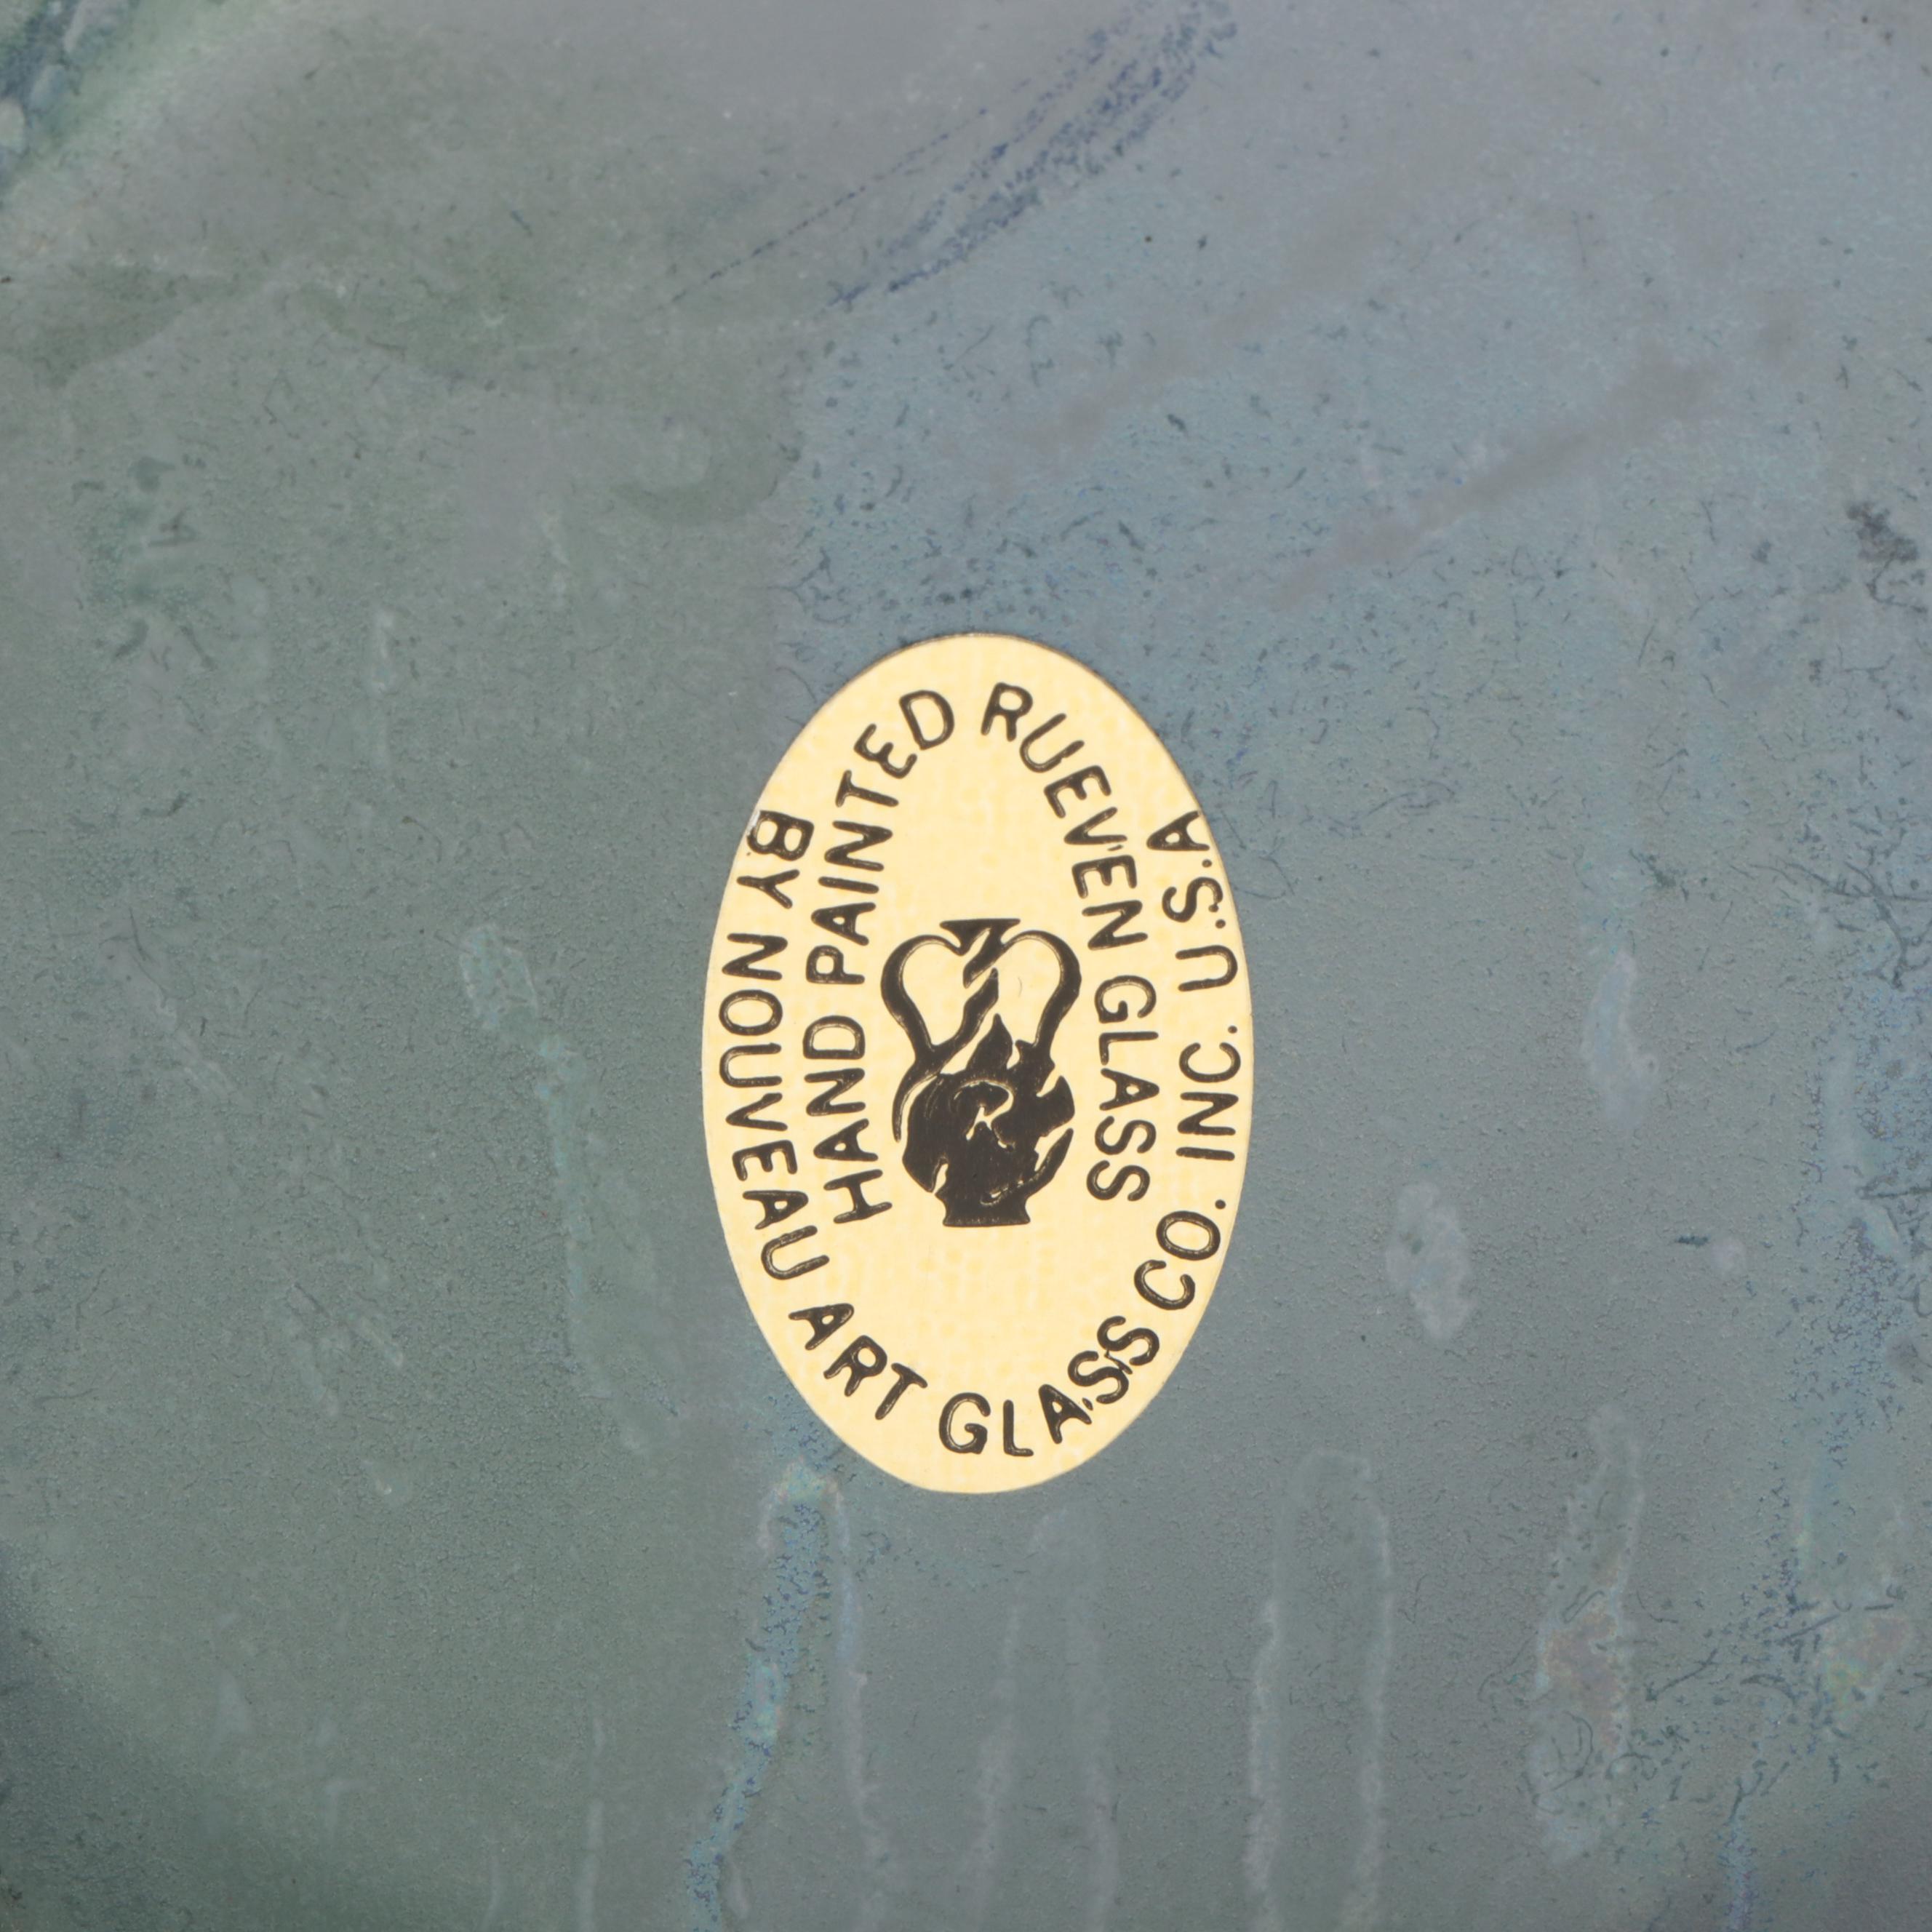 HAND PAINTED RUEVEN GLASS
BY NOUVEAU ART GLASS CO. INC. U.S.A